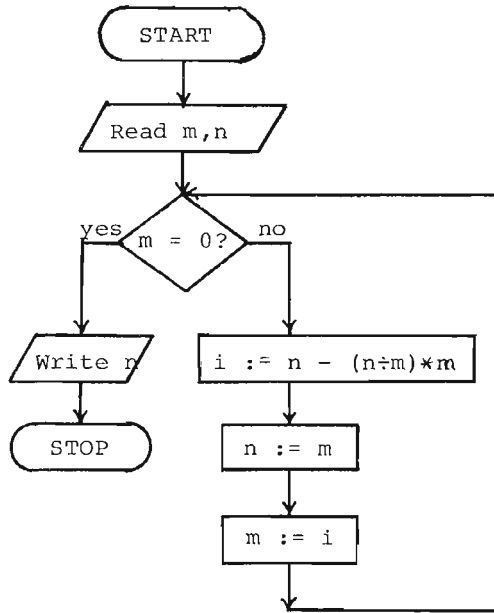 START
Read m,n
m = 0?
yes
no
Write n
STOP
i := n - (n÷m)*m
n := m
m := i